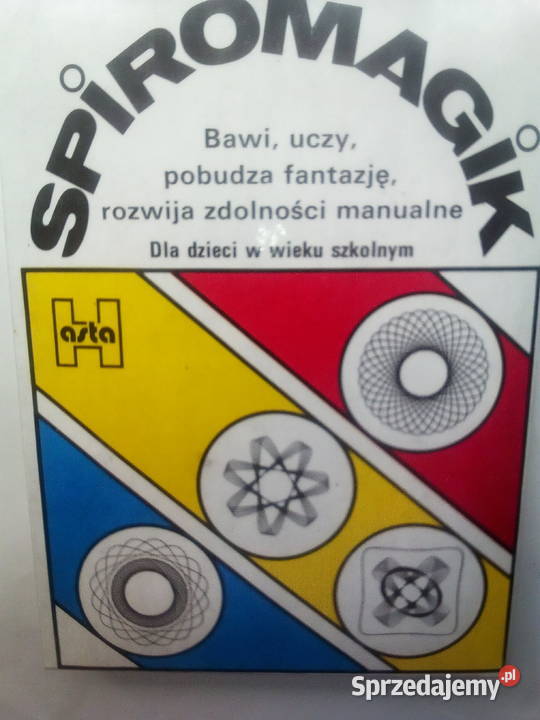 SPIROMAGIK
Bawi, uczy,
pobudza fantazję,
rozwija zdolności manualne
Dla dzieci w wieku szkolnym
Hasta
Sprzedajemy.pl